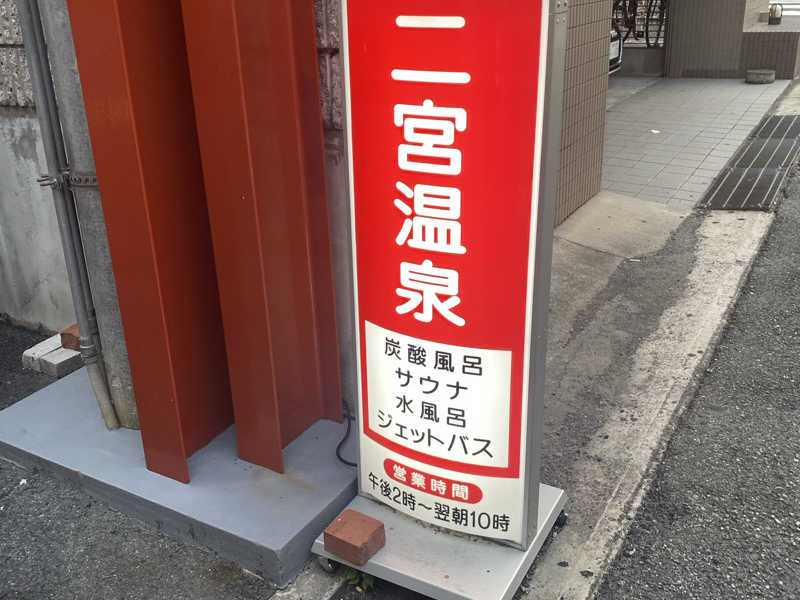 二宮温泉
炭酸風呂
サウナ
水風呂
ジェットバス
営業時間
午後2時〜翌朝10時